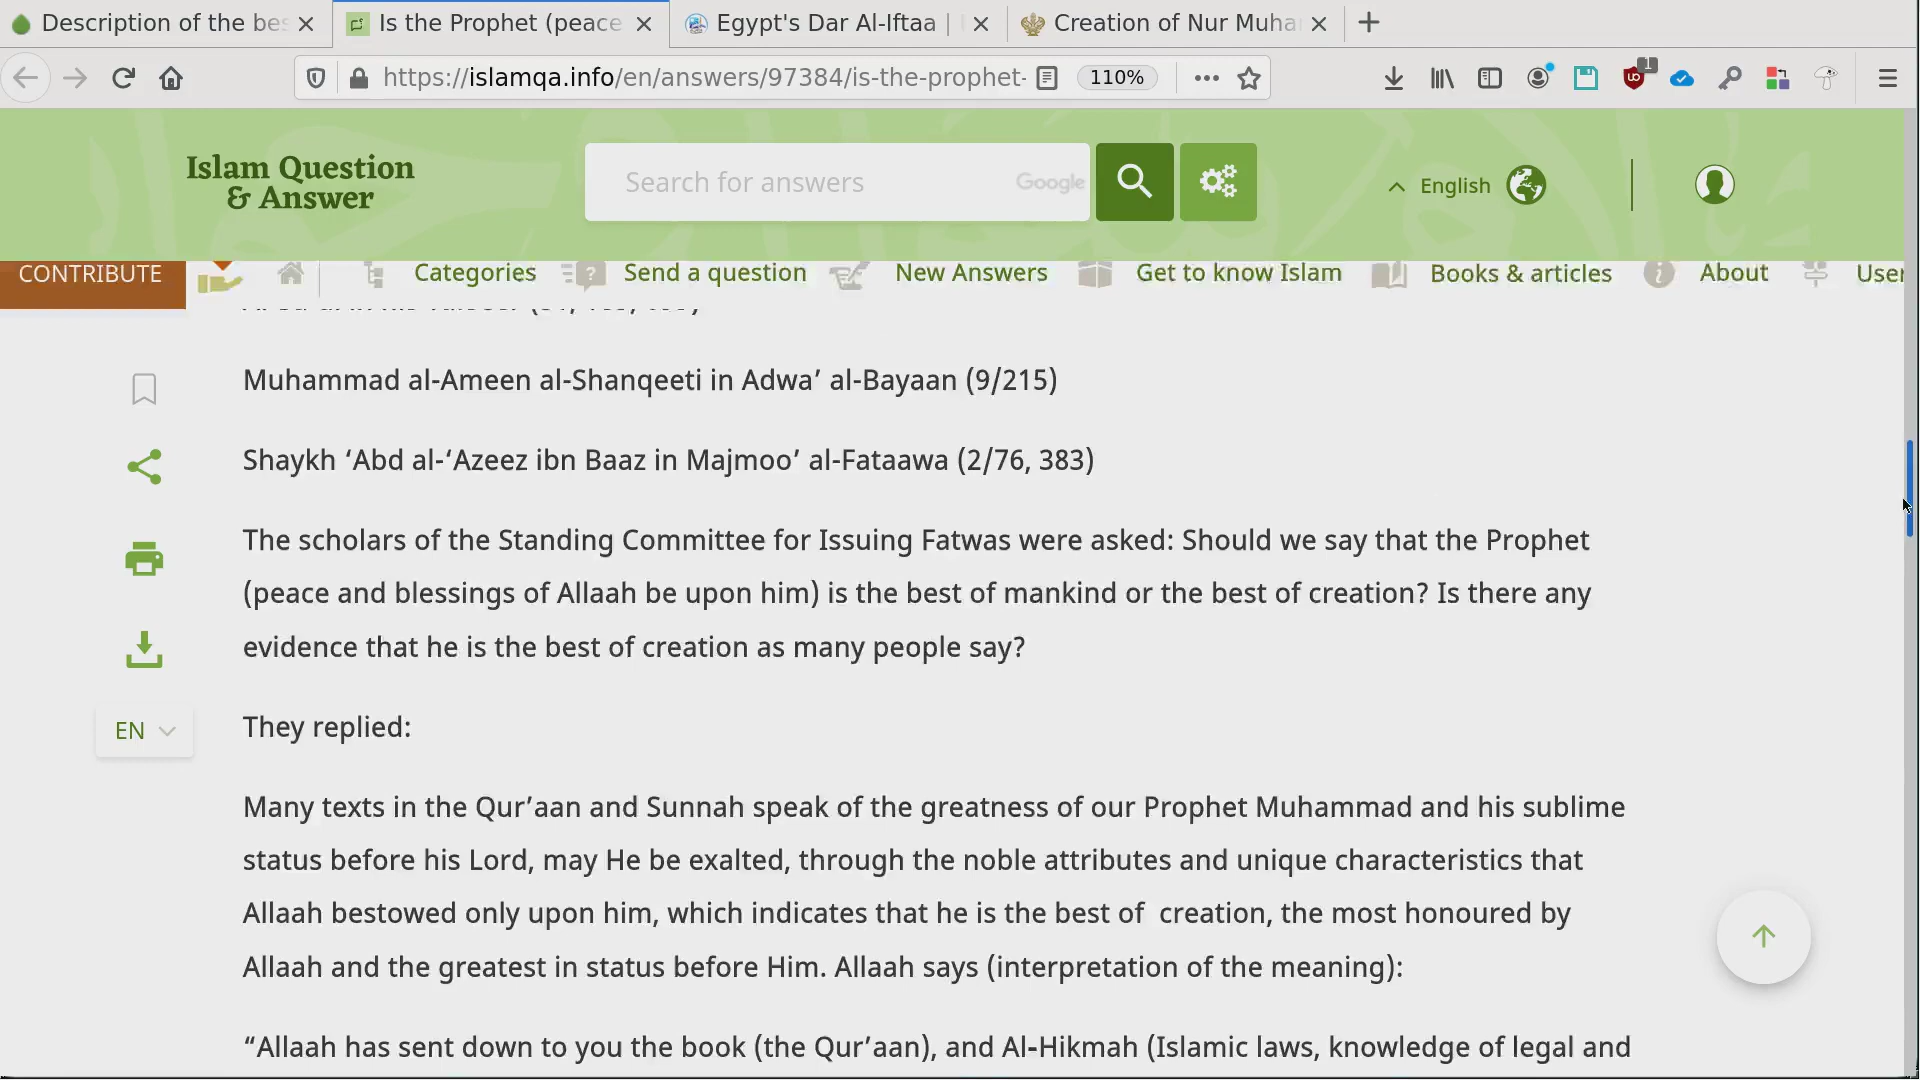 Description of the bes
Is the Prophet (peace
Egypt's Dar Al-Iftaa |
Creation of Nur Muha
https://islamqa.info/en/answers/97384/is-the-prophet-
110%
1
Islam Question
& Answer
Search for answers
Google
English
CONTRIBUTE
Categories
Send a question
New Answers
Get to know Islam
Books & articles
About
User
Muhammad al-Ameen al-Shanqeeti in Adwa’ al-Bayaan (9/215)
Shaykh ‘Abd al-‘Azeez ibn Baaz in Majmoo’ al-Fataawa (2/76, 383)
The scholars of the Standing Committee for Issuing Fatwas were asked: Should we say that the Prophet
(peace and blessings of Allaah be upon him) is the best of mankind or the best of creation? Is there any
evidence that he is the best of creation as many people say?
They replied:
EN
Many texts in the Qur’aan and Sunnah speak of the greatness of our Prophet Muhammad and his sublime
status before his Lord, may He be exalted, through the noble attributes and unique characteristics that
Allaah bestowed only upon him, which indicates that he is the best of  creation, the most honoured by
Allaah and the greatest in status before Him. Allaah says (interpretation of the meaning):
“Allaah has sent down to you the book (the Qur’aan), and Al-Hikmah (Islamic laws, knowledge of legal and